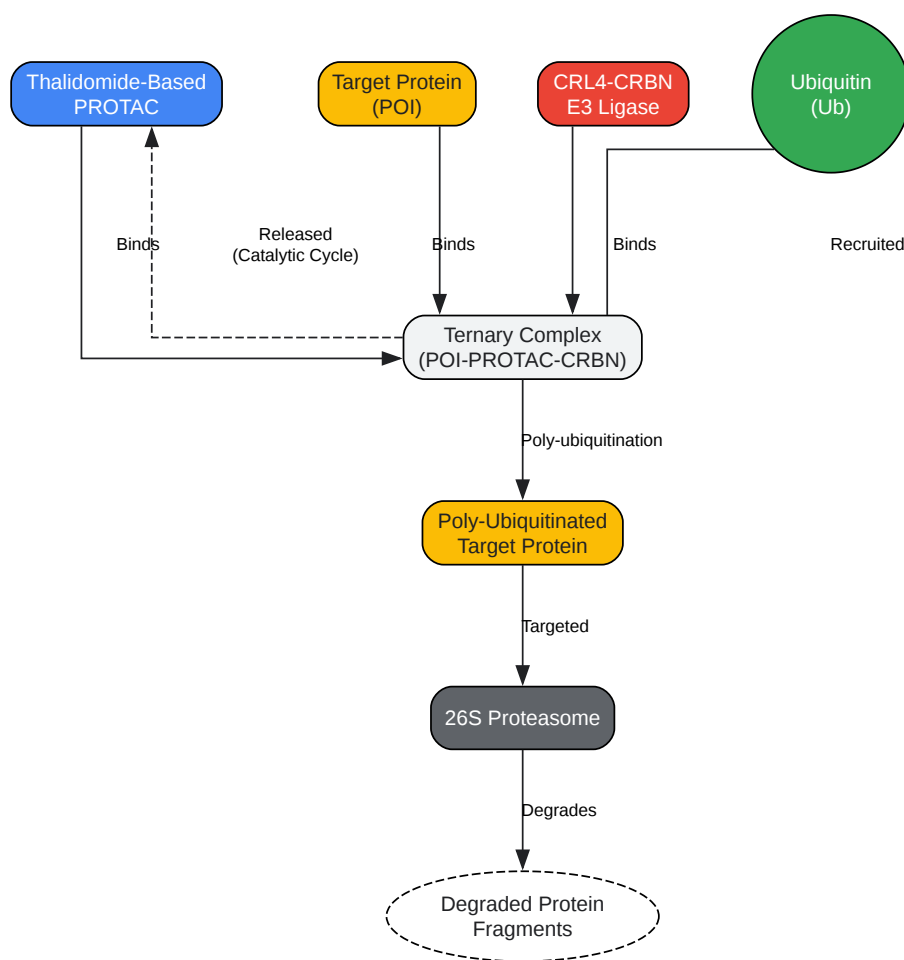 Thalidomide-Based
PROTAC
Target Protein
(POI)
CRL4-CRBN
E3 Ligase
Ubiquitin
(Ub)
Binds
Released
(Catalytic Cycle)
Binds
Binds
Recruited
Ternary Complex
(POI-PROTAC-CRBN)
Poly-ubiquitination
Poly-Ubiquitinated
Target Protein
Targeted
26S Proteasome
Degrades
Degraded Protein
Fragments